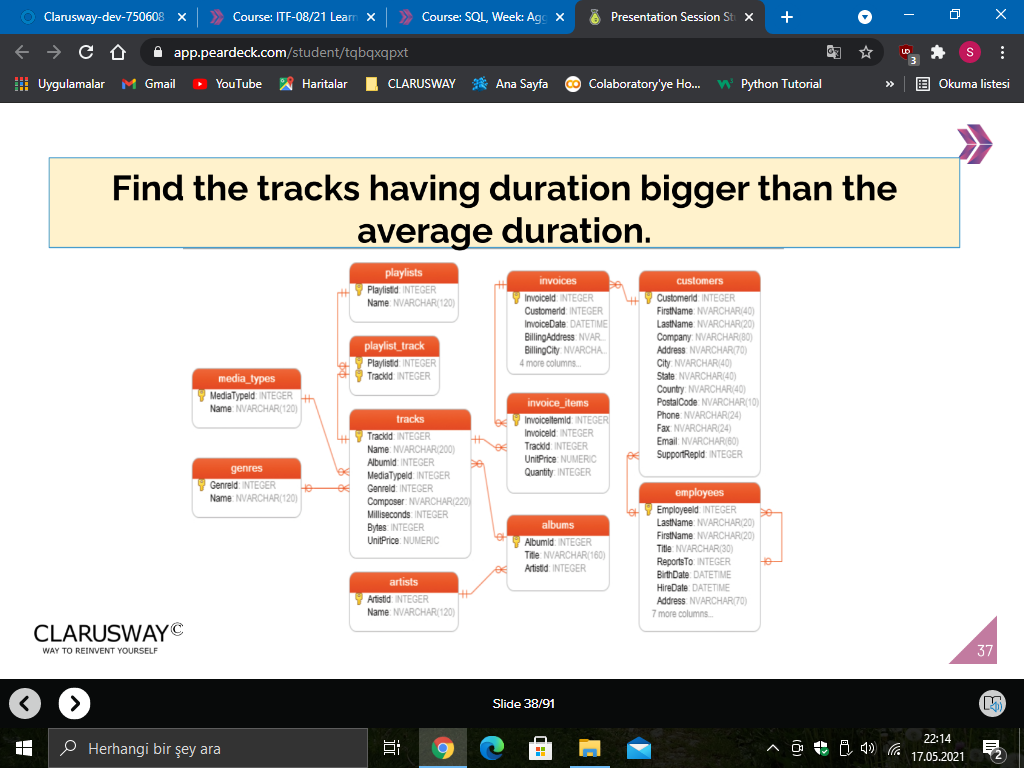 Clarusway-dev-750608
Course: ITF-08/21 Learn
Course: SQL, Week: Agg
Presentation Session St
app.peardeck.com/student/tqbqxqpxt
UD
3
S
Uygulamalar
Gmail
YouTube
Haritalar
CLARUSWAY
Ana Sayfa
Colaboratory'ye Ho...
Python Tutorial
»
Okuma listesi
Find the tracks having duration bigger than the
average duration.
playlists
PlaylistId: INTEGER
Name: NVARCHAR(120)
playlist_track
PlaylistId: INTEGER
TrackId: INTEGER
media_types
MediaTypeId: INTEGER
Name: NVARCHAR(120)
genres
GenreId: INTEGER
Name: NVARCHAR(120)
tracks
TrackId: INTEGER
Name: NVARCHAR(200)
AlbumId: INTEGER
MediaTypeId: INTEGER
GenreId: INTEGER
Composer: NVARCHAR(220)
Milliseconds: INTEGER
Bytes: INTEGER
UnitPrice: NUMERIC
artists
ArtistId: INTEGER
Name: NVARCHAR(120)
invoices
InvoiceId: INTEGER
CustomerId: INTEGER
InvoiceDate: DATETIME
BillingAddress: NVAR...
BillingCity: NVARCHA...
4 more columns...
invoice_items
InvoiceItemId: INTEGER
InvoiceId: INTEGER
TrackId: INTEGER
UnitPrice: NUMERIC
Quantity: INTEGER
albums
AlbumId: INTEGER
Title: NVARCHAR(160)
ArtistId: INTEGER
customers
CustomerId: INTEGER
FirstName: NVARCHAR(40)
LastName: NVARCHAR(20)
Company: NVARCHAR(80)
Address: NVARCHAR(70)
City: NVARCHAR(40)
State: NVARCHAR(40)
Country: NVARCHAR(40)
PostalCode: NVARCHAR(10)
Phone: NVARCHAR(24)
Fax: NVARCHAR(24)
Email: NVARCHAR(60)
SupportRepId: INTEGER
employees
EmployeeId: INTEGER
LastName: NVARCHAR(20)
FirstName: NVARCHAR(20)
Title: NVARCHAR(30)
ReportsTo: INTEGER
BirthDate: DATETIME
HireDate: DATETIME
Address: NVARCHAR(70)
7 more columns...
CLARUSWAY©
WAY TO REINVENT YOURSELF
37
Slide 38/91
Herhangi bir şey ara
22:14
17.05.2021
2